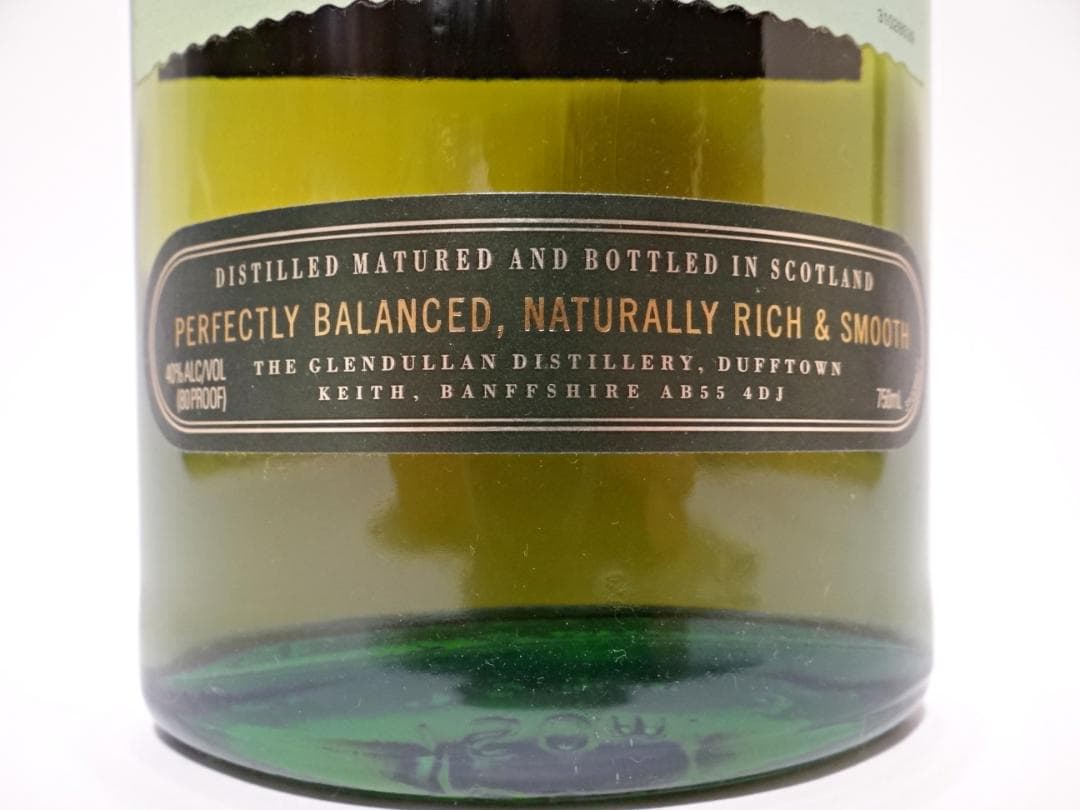 DISTILLED MATURED AND BOTTLED IN SCOTLAND
PERFECTLY BALANCED, NATURALLY RICH & SMOOTH
40% ALC/VOL
(80 PROOF)
THE GLENDULLAN DISTILLERY, DUFFTOWN
KEITH, BANFFSHIRE AB55 4DJ
750mL